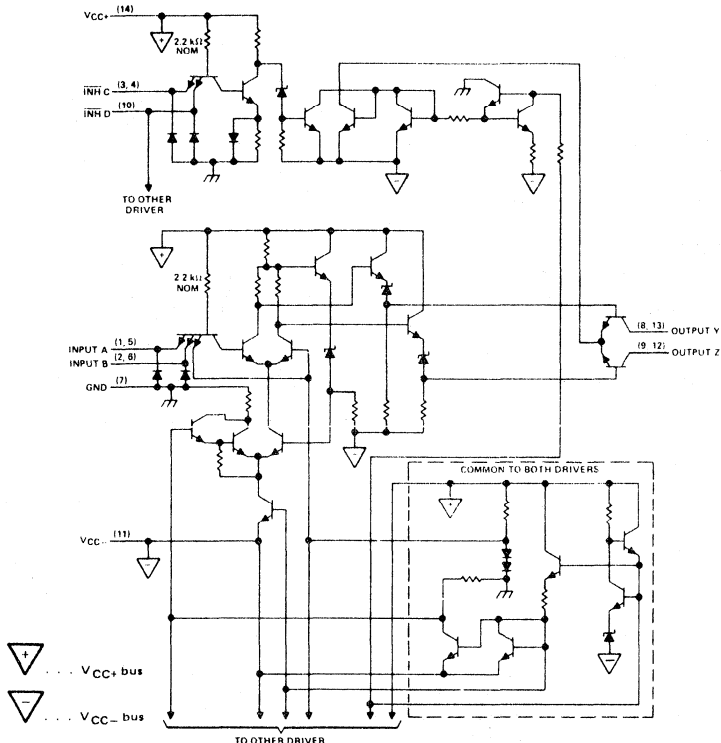 VCC+ (14)
+
2.2 kΩ
NOM
INH C (3, 4)
INH D (10)
TO OTHER
DRIVER
−
−
+
2.2 kΩ
NOM
INPUT A (1, 5)
INPUT B (2, 6)
GND (7)
(8, 13) OUTPUT Y
(9, 12) OUTPUT Z
−
COMMON TO BOTH DRIVERS
+
VCC− (11)
−
−
+ ... VCC+ bus
− ... VCC− bus
TO OTHER DRIVER